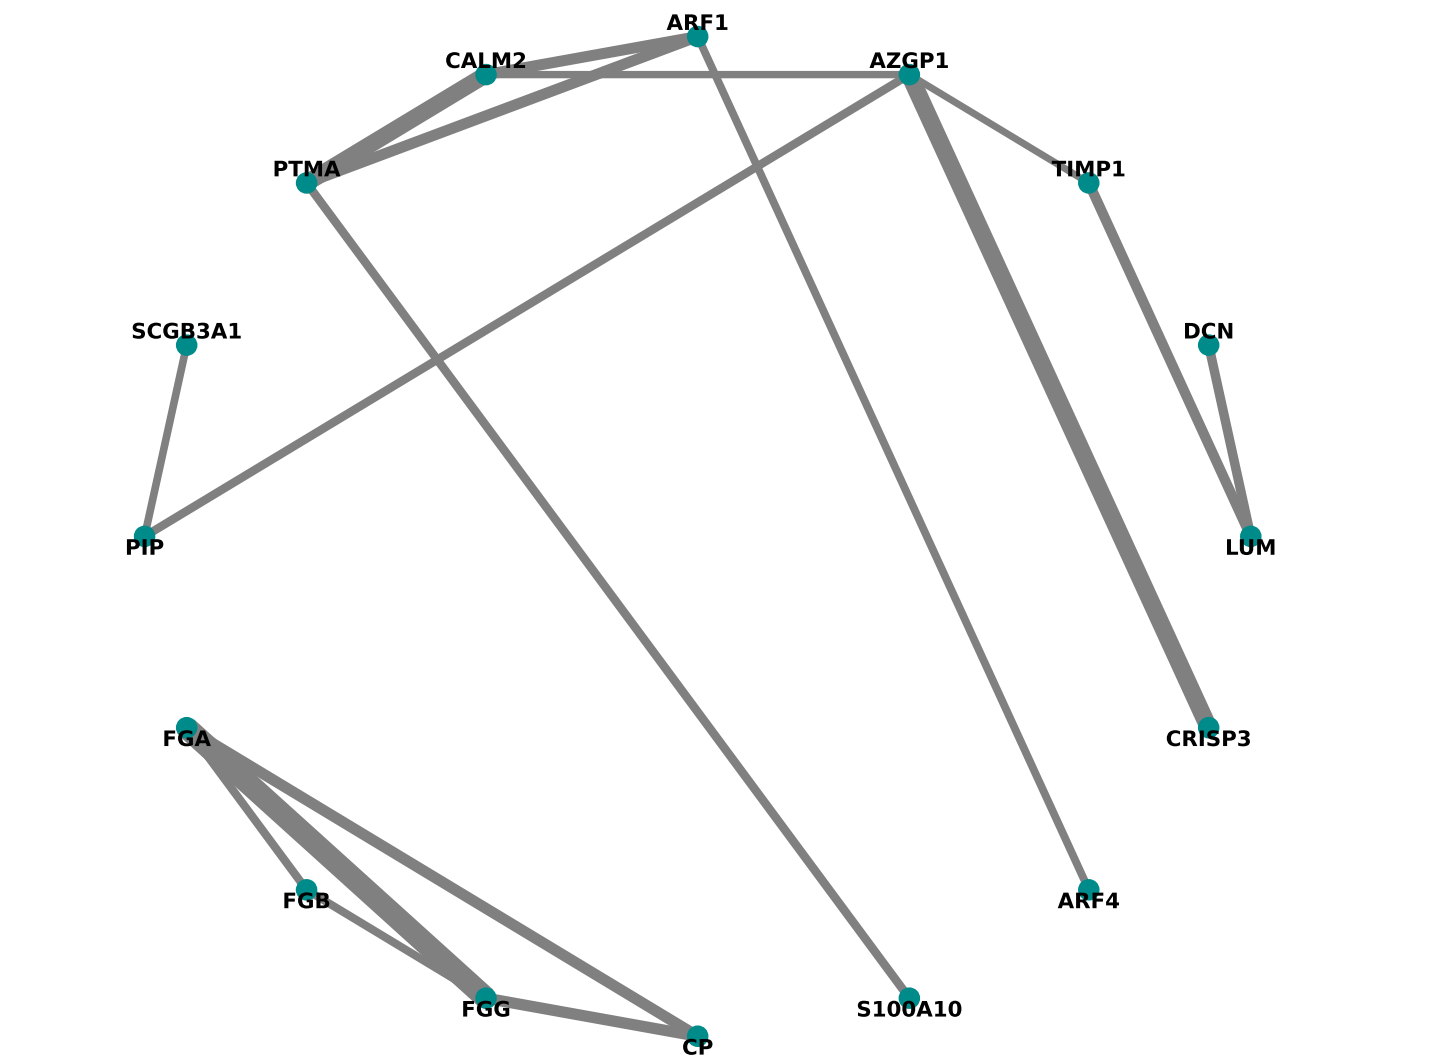 ARF1
CALM2
AZGP1
PTMA
TIMP1
SCGB3A1
DCN
PIP
LUM
FGA
CRISP3
FGB
ARF4
FGG
S100A10
CP